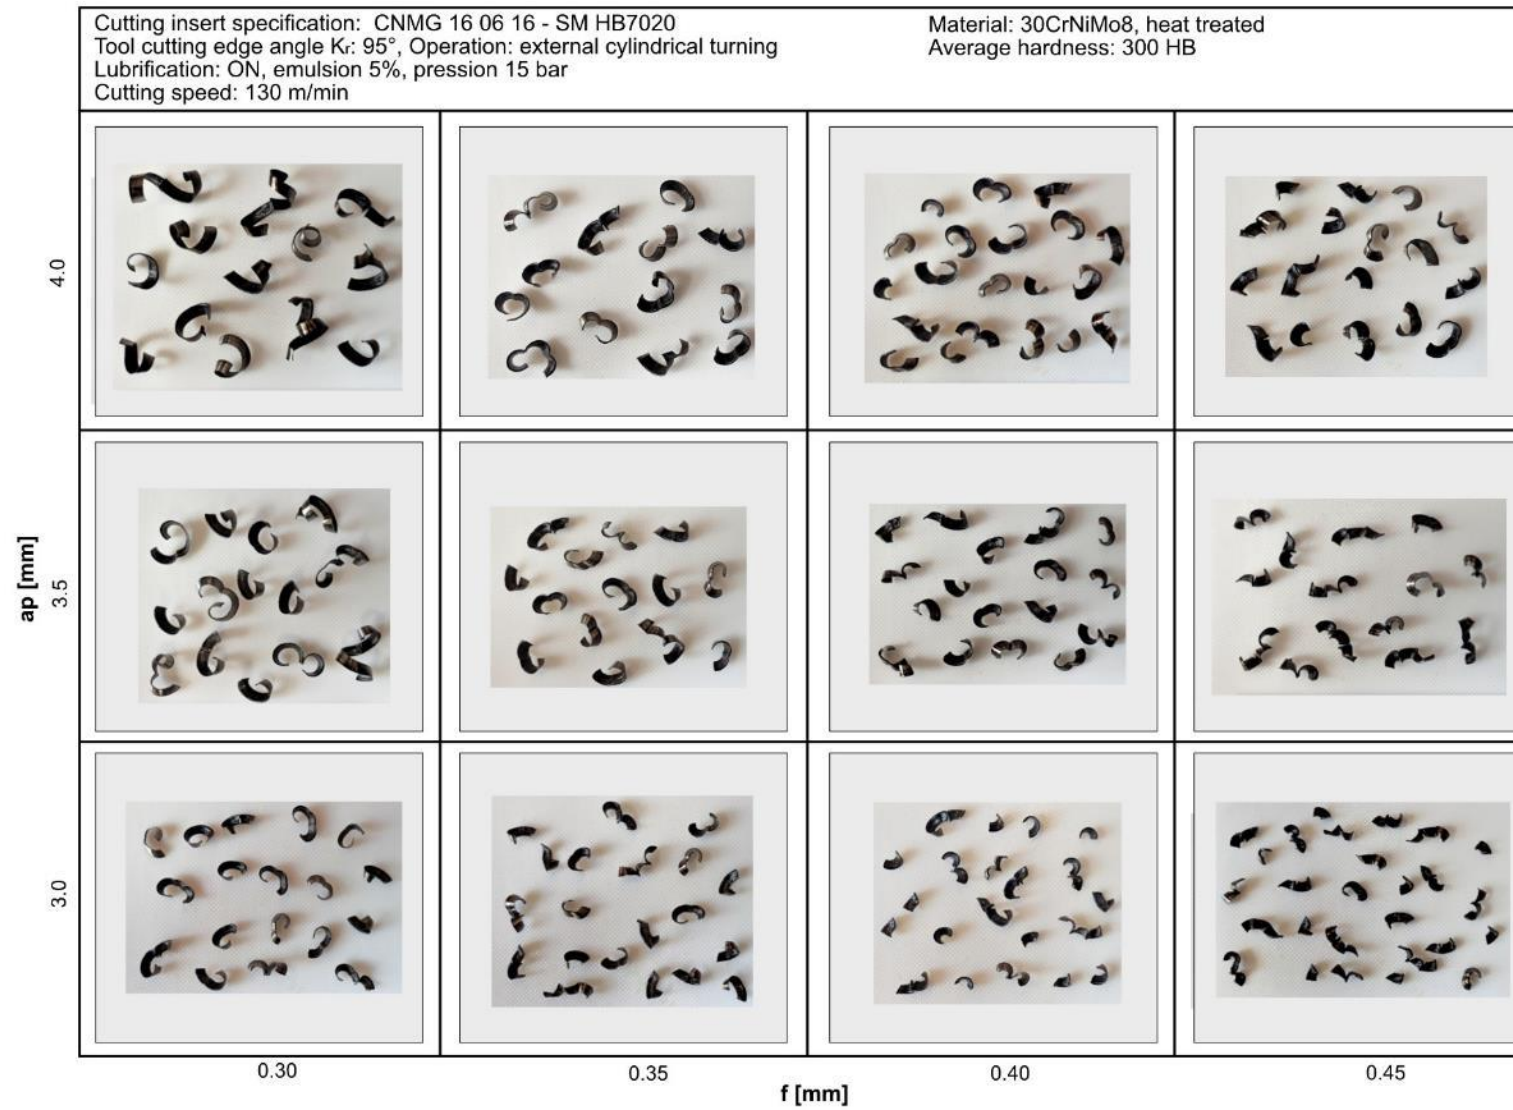 Cutting insert specification: CNMG 16 06 16 - SM HB7020
Tool cutting edge angle Kr: 95°, Operation: external cylindrical turning
Lubrification: ON, emulsion 5%, pression 15 bar
Cutting speed: 130 m/min
Material: 30CrNiMo8, heat treated
Average hardness: 300 HB
4.0
ap [mm]
3.5
3.0
0.30
0.35
0.40
0.45
f [mm]